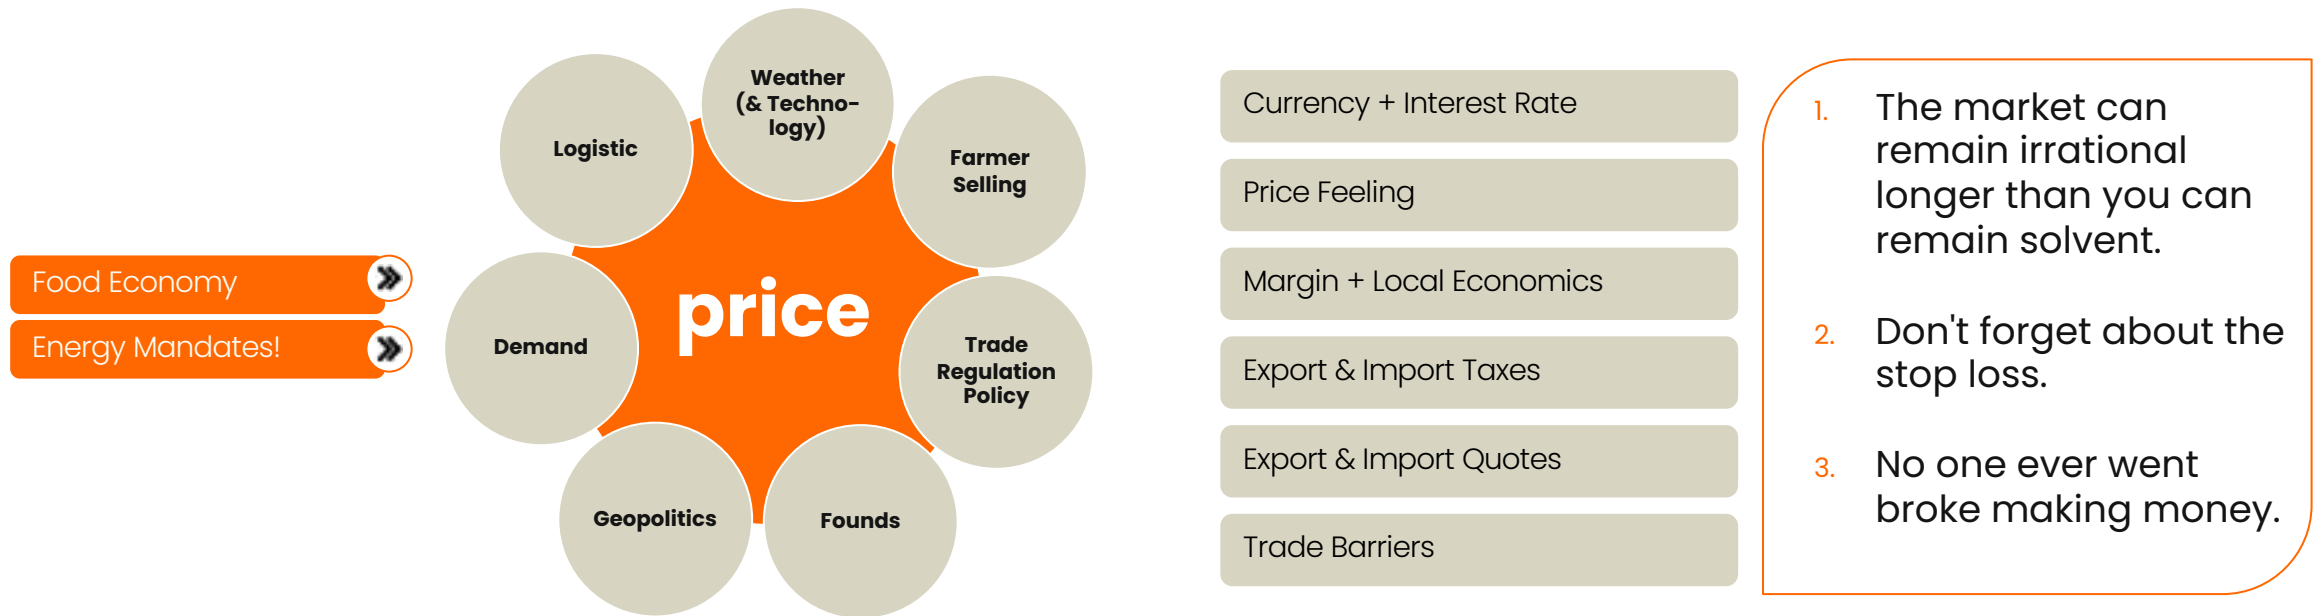 Food Economy
Energy Mandates!
Weather
(& Techno-
logy)
Logistic
Farmer
Selling
price
Demand
Trade
Regulation
Policy
Geopolitics
Founds
Currency + Interest Rate
Price Feeling
Margin + Local Economics
Export & Import Taxes
Export & Import Quotes
Trade Barriers
1. The market can
remain irrational
longer than you can
remain solvent.
2. Don't forget about the
stop loss.
3. No one ever went
broke making money.